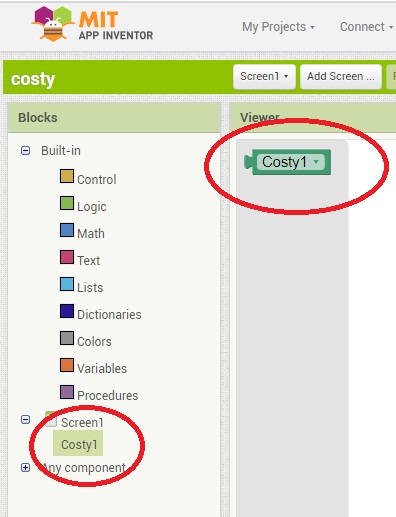 MIT
APP INVENTOR
My Projects
Connect
costy
Screen1
Add Screen ...
Blocks
Viewer
Built-in
Control
Logic
Math
Text
Lists
Dictionaries
Colors
Variables
Procedures
Screen1
Costy1
Any component
Costy1